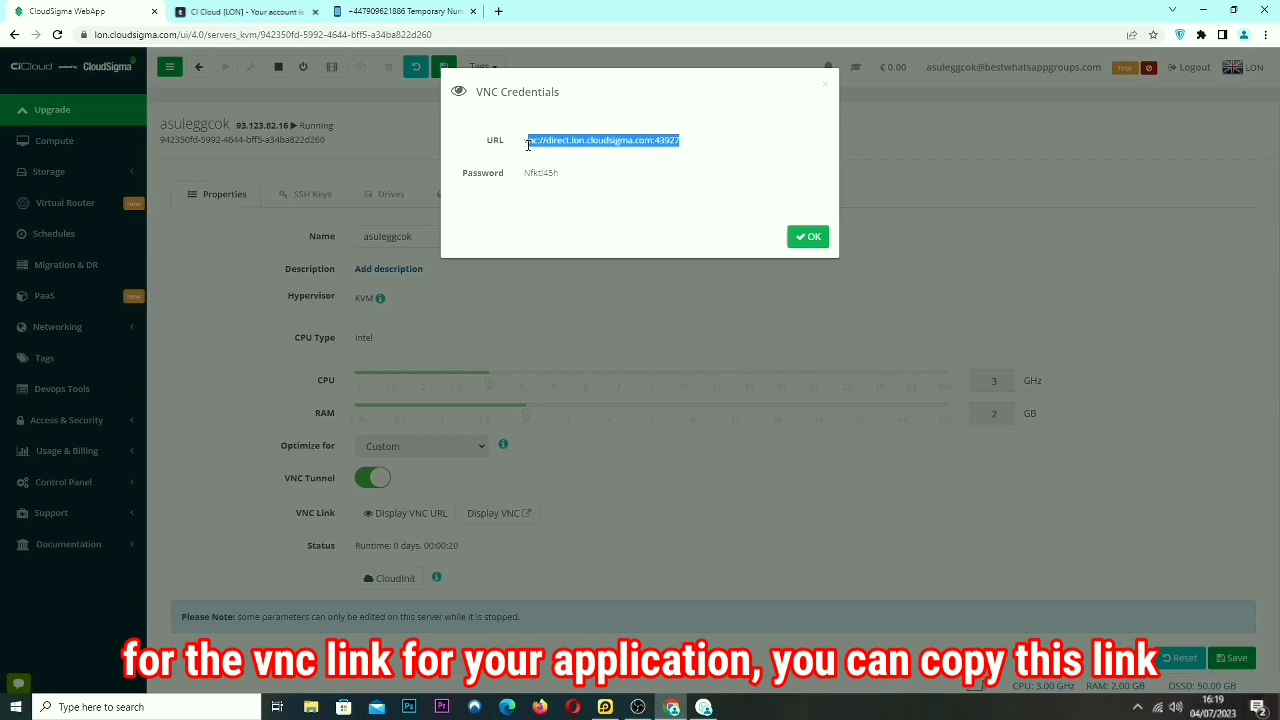 CloudSigma WebApp
CI Cloud [LON] - Your account is
+447909621886 Temporary Num
lon.cloudsigma.com/ui/4.0/servers_kvm/942350fd-5992-4644-bff5-a34ba822d260
CICloud POWERED BY CloudSigma
Tags
€ 0.00
Trial
asuleggcok@bestwhatsappgroups.com
Logout
LON
Upgrade
Compute
Storage
Virtual Router new
Schedules
Migration & DR
PaaS new
Networking
Tags
Devops Tools
Access & Security
Usage & Billing
Control Panel
Support
Documentation
asuleggcok 93.123.82.16 Running
942350fd-5992-4644-bff5-a34ba822d260
VNC Credentials
URL vnc://direct.lon.cloudsigma.com:43927
Password
OK
Properties
SSH Keys
Drives
Name asuleggcok
Description Add description
Hypervisor KVM
CPU Type Intel
CPU 3 GHz
RAM 2 GB
Optimize for Custom
VNC Tunnel
VNC Link Display VNC URL Display VNC
Status Runtime: 0 days, 00:00:20
CloudInit
Please Note: some parameters can only be edited on this server while it is stopped.
Reset Save
for the vnc link for your application, you can copy this link
CPU: 3.00 GHz RAM: 2.00 GB DSSD: 50.00 GB
Type here to search
16:19
04/07/2023
2